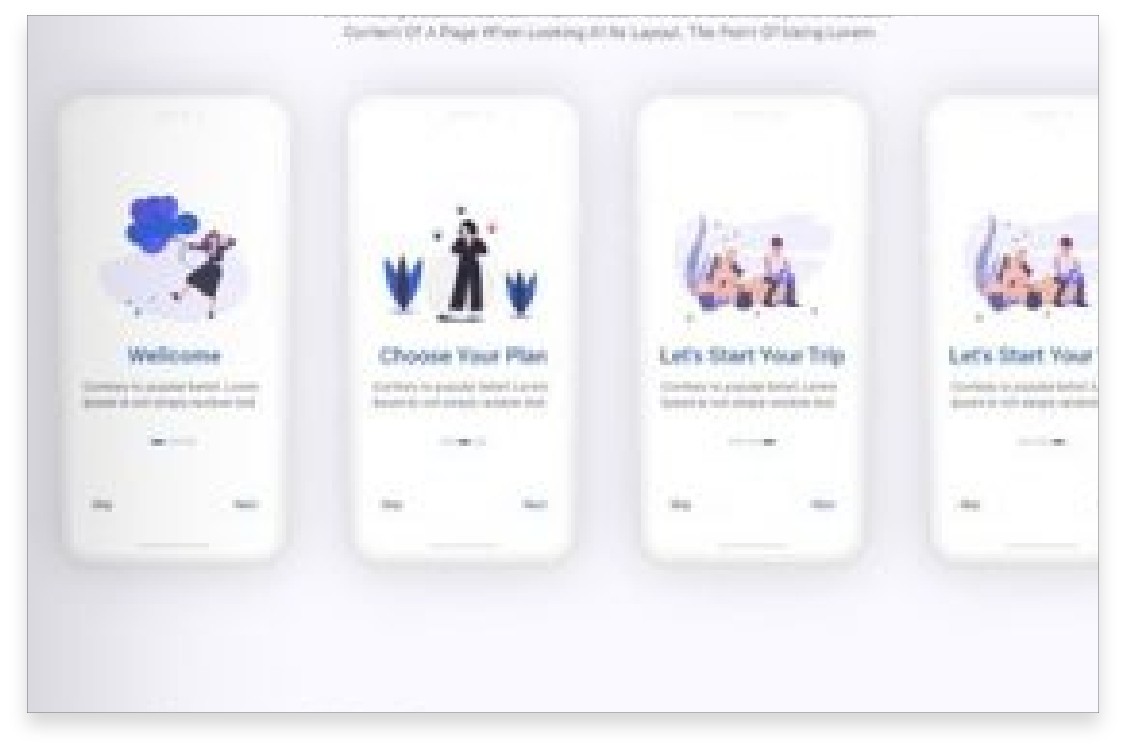 Content Of A Page When Looking At Its Layout. The Point Of Using Lorem
Wellcome
Contrary to popular belief, Lorem
Ipsum is not simply random text
Skip
Next
Choose Your Plan
Contrary to popular belief, Lorem
Ipsum is not simply random text
Skip
Next
Let's Start Your Trip
Contrary to popular belief, Lorem
Ipsum is not simply random text
Skip
Next
Let's Start Your
Contrary to popular belief,
Ipsum is not simply random
Skip